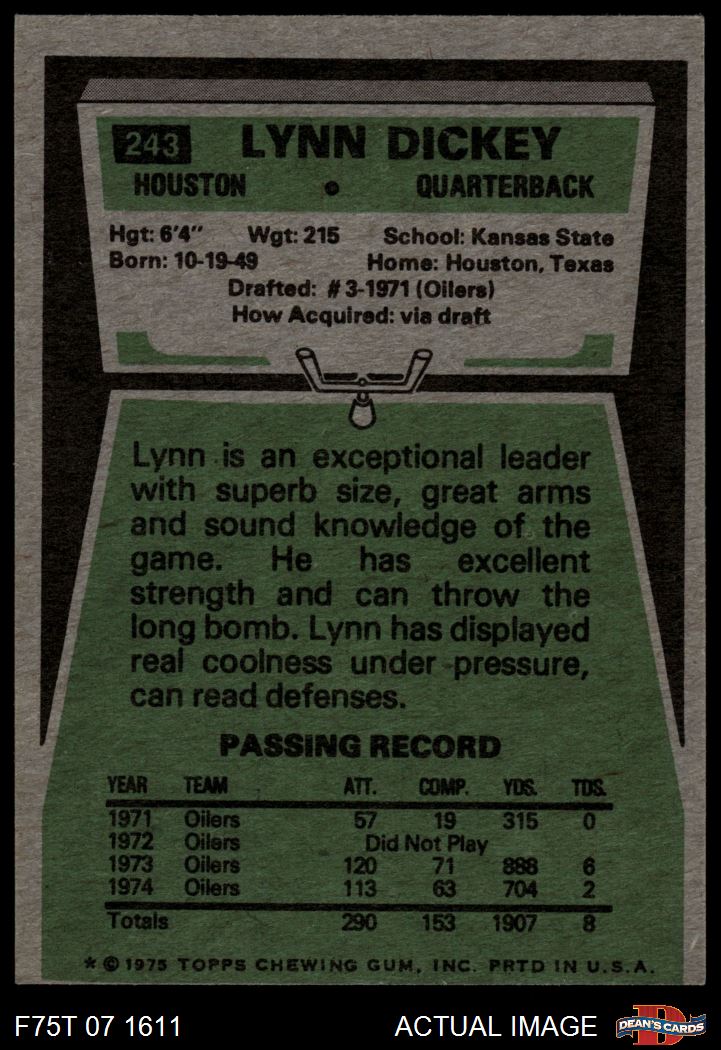 243 LYNN DICKEY
HOUSTON • QUARTERBACK
Hgt: 6'4" Wgt: 215 School: Kansas State
Born: 10-19-49 Home: Houston, Texas
Drafted: #3-1971 (Oilers)
How Acquired: via draft
Lynn is an exceptional leader
with superb size, great arms
and sound knowledge of the
game. He has excellent
strength and can throw the
long bomb. Lynn has displayed
real coolness under pressure,
can read defenses.
PASSING RECORD
YEAR TEAM ATT. COMP. YDS. TDS.
1971 Oilers 57 19 315 0
1972 Oilers Did Not Play
1973 Oilers 120 71 888 6
1974 Oilers 113 63 704 2
Totals 290 153 1907 8
* © 1975 TOPPS CHEWING GUM, INC. PRTD IN U.S.A.
F75T 07 1611 ACTUAL IMAGE D DEAN'S CARDS